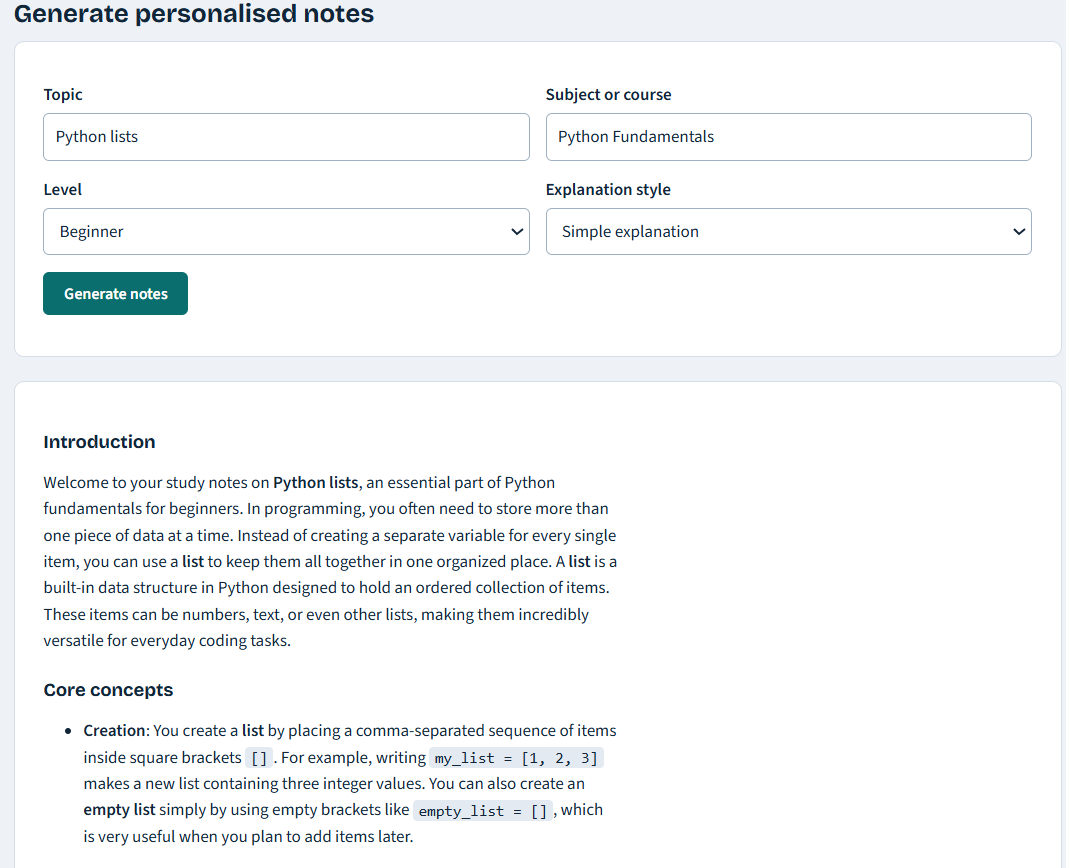 Generate personalised notes
Topic
Subject or course
Python lists
Python Fundamentals
Level
Explanation style
Beginner
Simple explanation
Generate notes
Introduction
Welcome to your study notes on Python lists, an essential part of Python
fundamentals for beginners. In programming, you often need to store more than
one piece of data at a time. Instead of creating a separate variable for every single
item, you can use a list to keep them all together in one organized place. A list is a
built-in data structure in Python designed to hold an ordered collection of items.
These items can be numbers, text, or even other lists, making them incredibly
versatile for everyday coding tasks.
Core concepts
• Creation: You create a list by placing a comma-separated sequence of items
inside square brackets []. For example, writing my_list = [1, 2, 3]
makes a new list containing three integer values. You can also create an
empty list simply by using empty brackets like empty_list = [], which
is very useful when you plan to add items later.